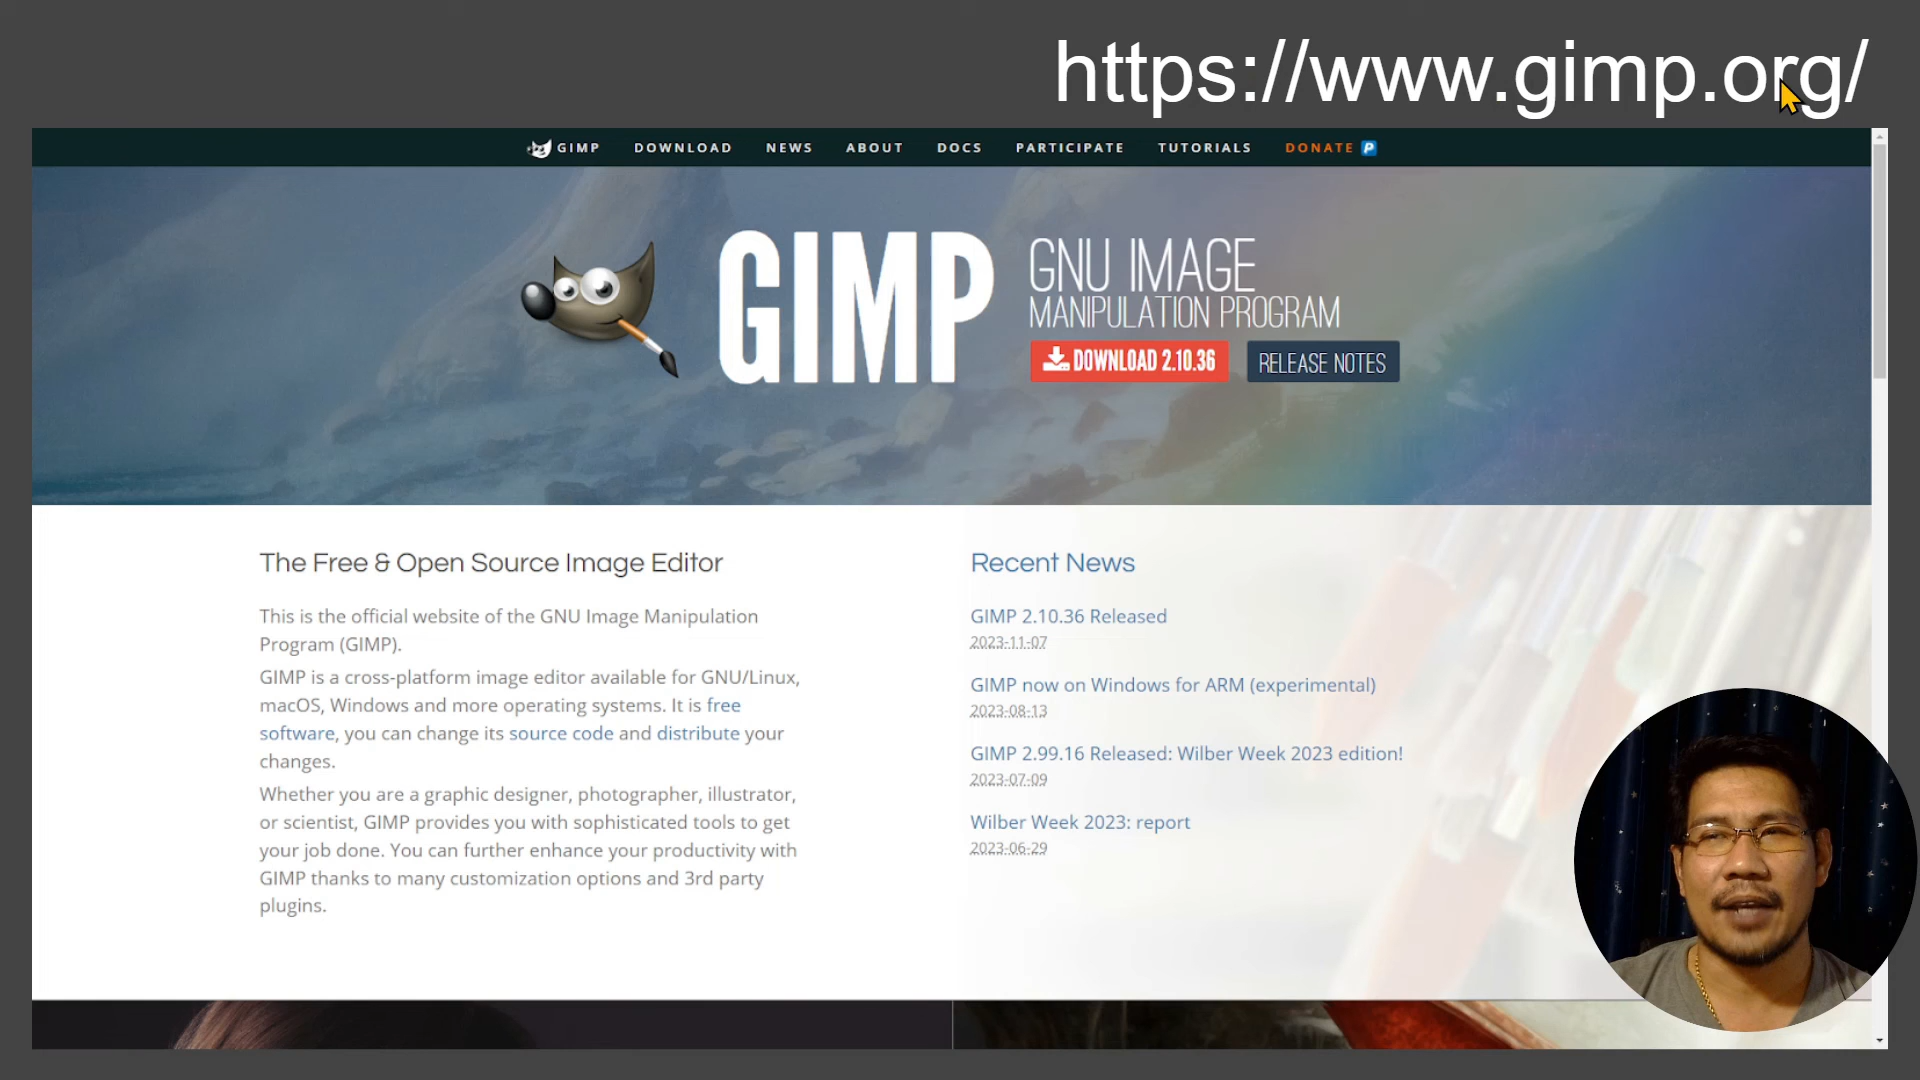 https://www.gimp.org/
GIMP DOWNLOAD NEWS ABOUT DOCS PARTICIPATE TUTORIALS DONATE
GIMP
GNU IMAGE
MANIPULATION PROGRAM
DOWNLOAD 2.10.36
RELEASE NOTES
The Free & Open Source Image Editor
This is the official website of the GNU Image Manipulation
Program (GIMP).
GIMP is a cross-platform image editor available for GNU/Linux,
macOS, Windows and more operating systems. It is free
software, you can change its source code and distribute your
changes.
Whether you are a graphic designer, photographer, illustrator,
or scientist, GIMP provides you with sophisticated tools to get
your job done. You can further enhance your productivity with
GIMP thanks to many customization options and 3rd party
plugins.
Recent News
GIMP 2.10.36 Released
2023-11-07
GIMP now on Windows for ARM (experimental)
2023-08-13
GIMP 2.99.16 Released: Wilber Week 2023 edition!
2023-07-09
Wilber Week 2023: report
2023-06-29